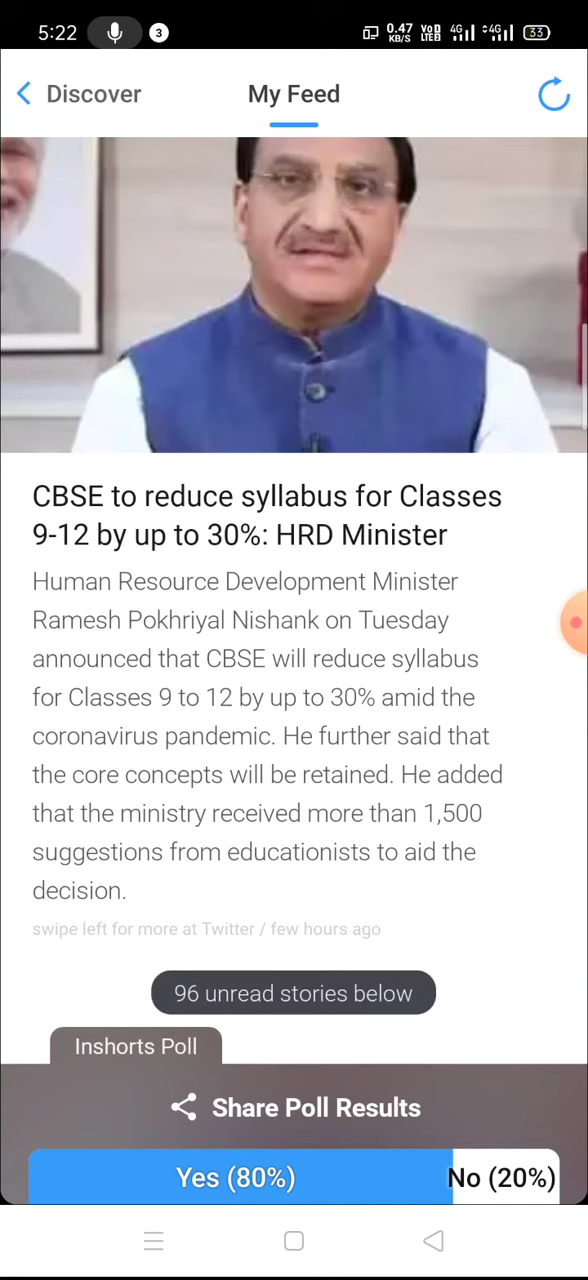 5:22 3 0.47 KB/S VoD LTE2 4G 4G 33
Discover My Feed
CBSE to reduce syllabus for Classes
9-12 by up to 30%: HRD Minister
Human Resource Development Minister
Ramesh Pokhriyal Nishank on Tuesday
announced that CBSE will reduce syllabus
for Classes 9 to 12 by up to 30% amid the
coronavirus pandemic. He further said that
the core concepts will be retained. He added
that the ministry received more than 1,500
suggestions from educationists to aid the
decision.
swipe left for more at Twitter / few hours ago
96 unread stories below
Inshorts Poll
Share Poll Results
Yes (80%) No (20%)